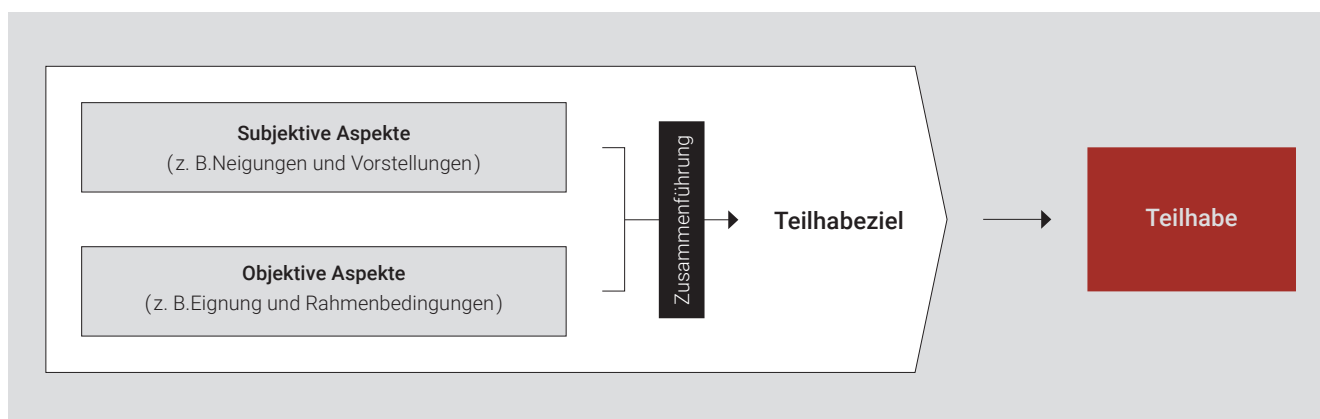 Subjektive Aspekte
(z. B.Neigungen und Vorstellungen)
Objektive Aspekte
(z. B.Eignung und Rahmenbedingungen)
Zusammenführung
Teilhabeziel
Teilhabe